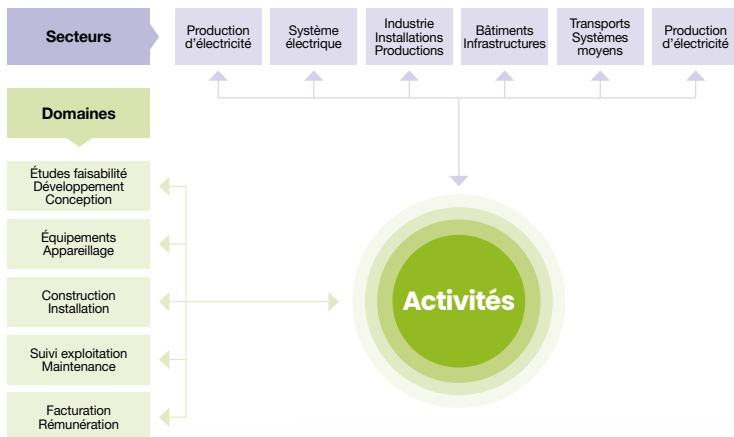 Secteurs
Production
d’électricité
Système
électrique
Industrie
Installations
Productions
Bâtiments
Infrastructures
Transports
Systèmes
moyens
Production
d’électricité
Domaines
Études faisabilité
Développement
Conception
Équipements
Appareillage
Construction
Installation
Suivi exploitation
Maintenance
Facturation
Rémunération
Activités